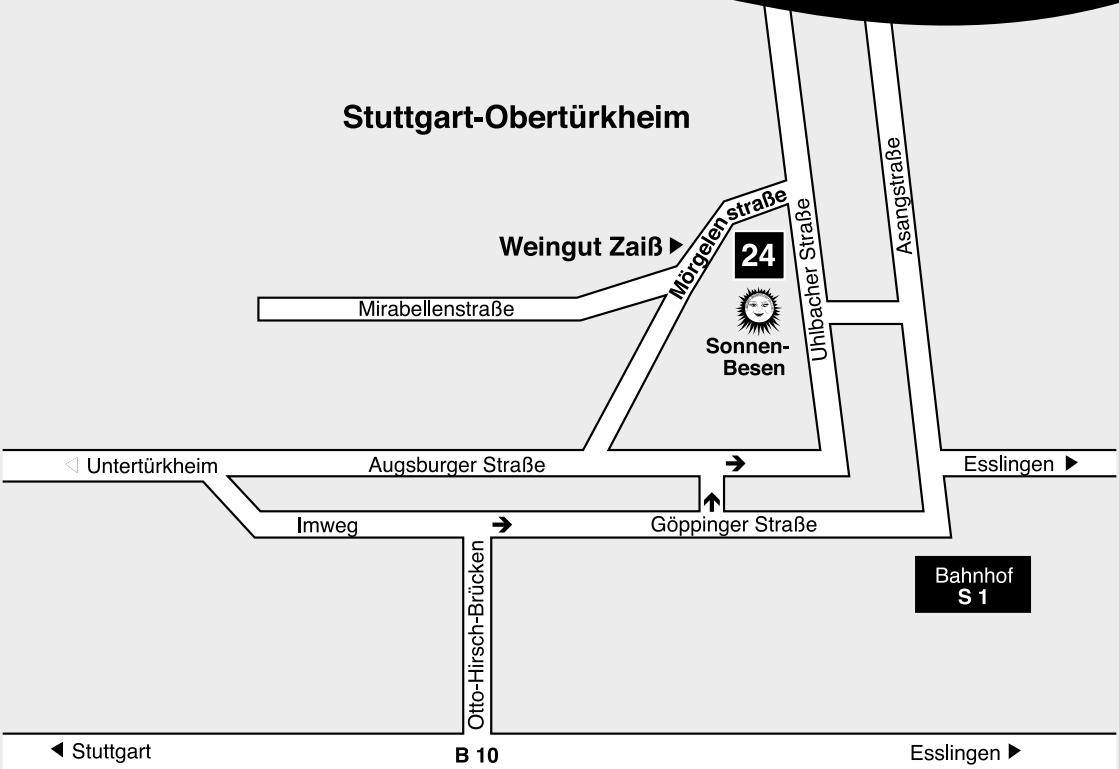 Stuttgart-Obertürkheim
Asangstraße
Mörgelenstraße
Uhlbacher Straße
Weingut Zaiß
24
Mirabellenstraße
Sonnen-
Besen
Untertürkheim
Augsburger Straße
Esslingen
Imweg
Göppinger Straße
Otto-Hirsch-Brücken
Bahnhof
S 1
Stuttgart
B 10
Esslingen